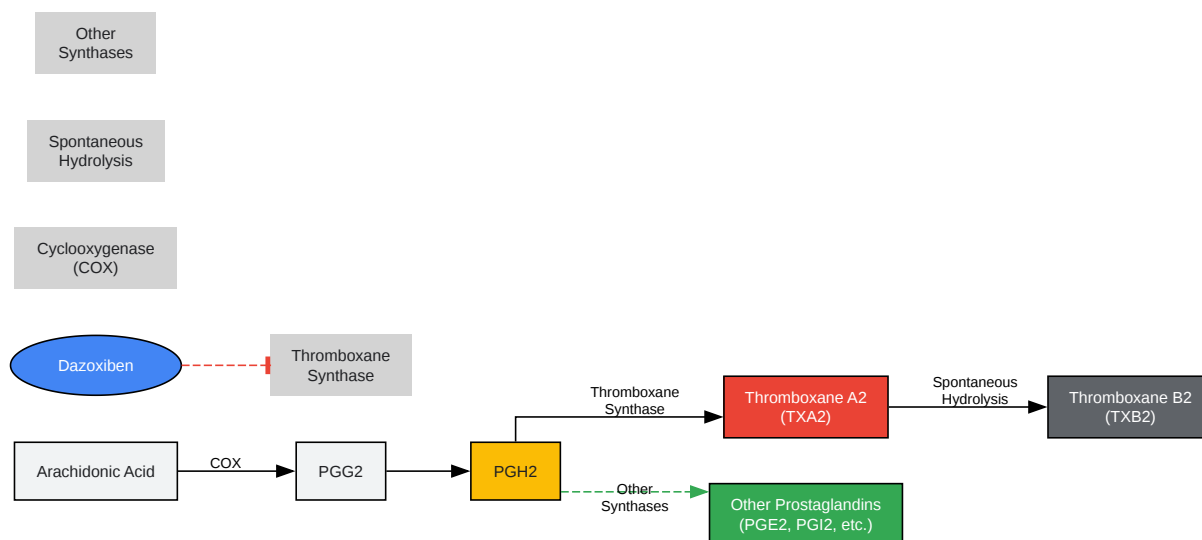 Other
Synthases
Spontaneous
Hydrolysis
Cyclooxygenase
(COX)
Dazoxiben
Thromboxane
Synthase
Arachidonic Acid
COX
PGG2
PGH2
Thromboxane
Synthase
Thromboxane A2
(TXA2)
Spontaneous
Hydrolysis
Thromboxane B2
(TXB2)
Other
Synthases
Other Prostaglandins
(PGE2, PGI2, etc.)